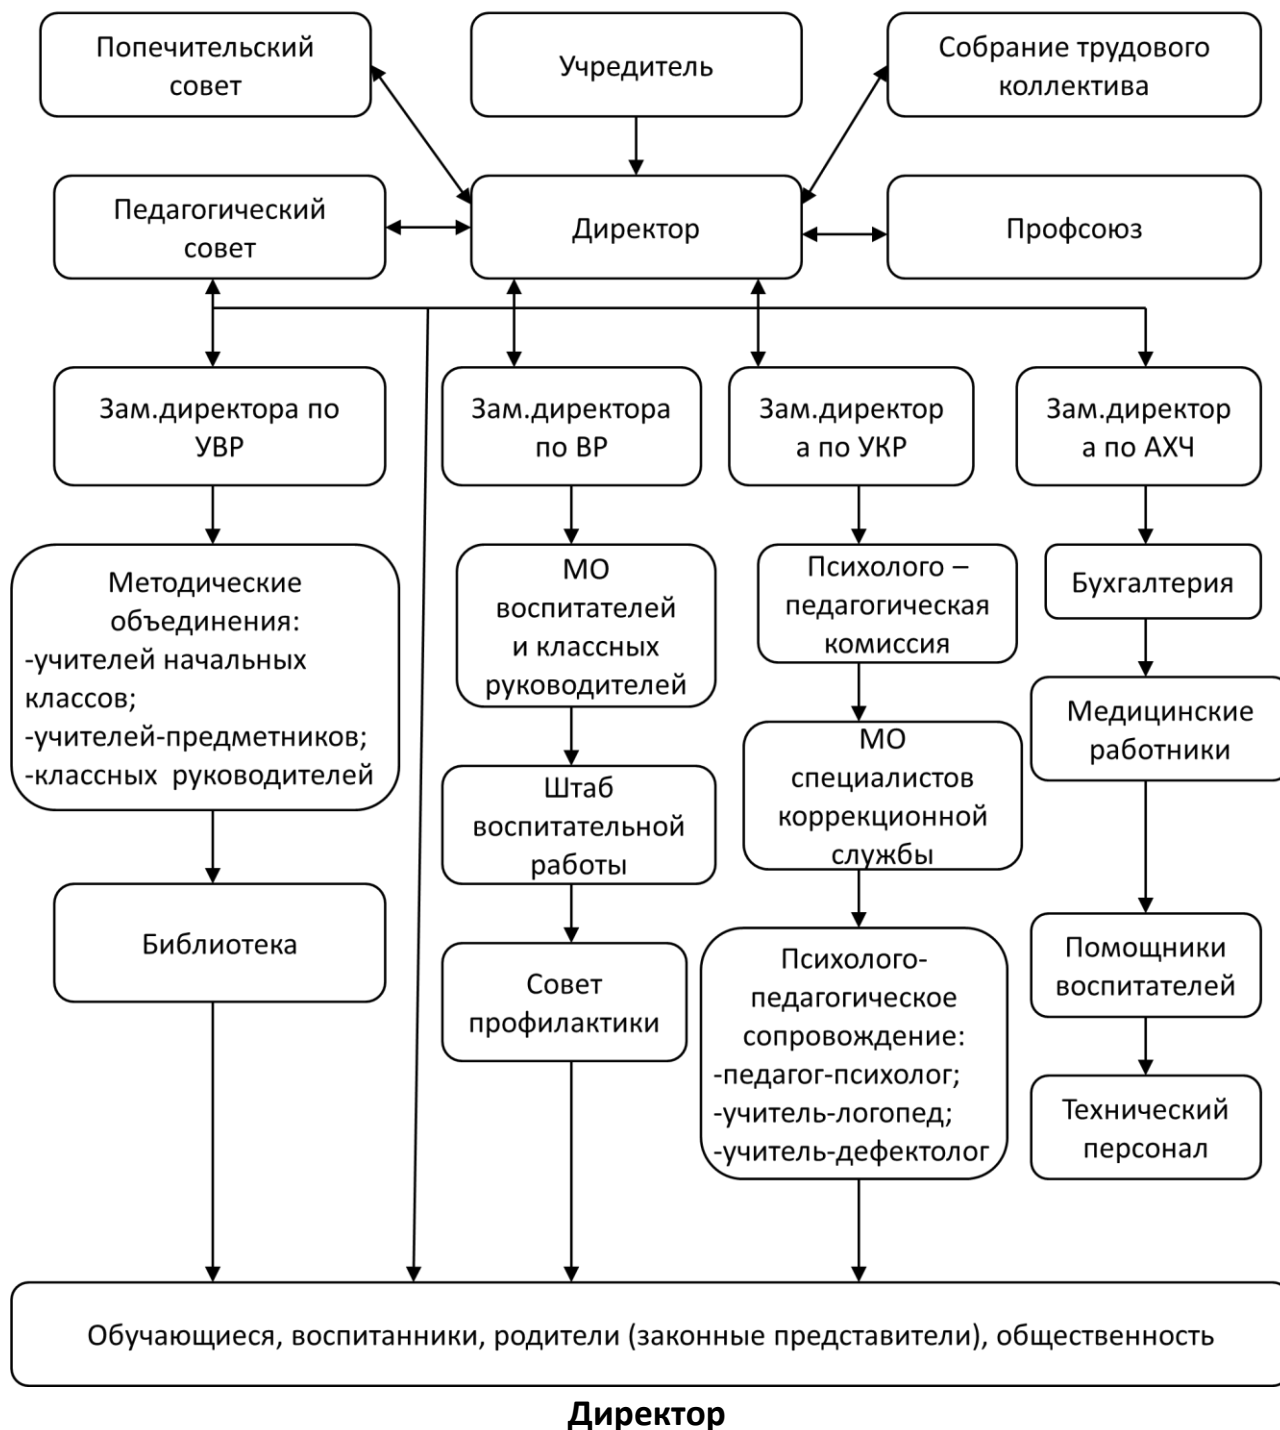 Попечительский
совет
Учредитель
Собрание трудового
коллектива
Педагогический
совет
Директор
Профсоюз
Зам.директора по
УВР
Зам.директора
по ВР
Зам.директор
а по УКР
Зам.директор
а по АХЧ
Методические
объединения:
-учителей начальных
классов;
-учителей-предметников;
-классных руководителей
МО
воспитателей
и классных
руководителей
Психолого –
педагогическая
комиссия
Бухгалтерия
Медицинские
работники
МО
специалистов
коррекционной
службы
Штаб
воспитательной
работы
Библиотека
Совет
профилактики
Психолого-
педагогическое
сопровождение:
-педагог-психолог;
-учитель-логопед;
-учитель-дефектолог
Помощники
воспитателей
Технический
персонал
Обучающиеся, воспитанники, родители (законные представители), общественность
Директор